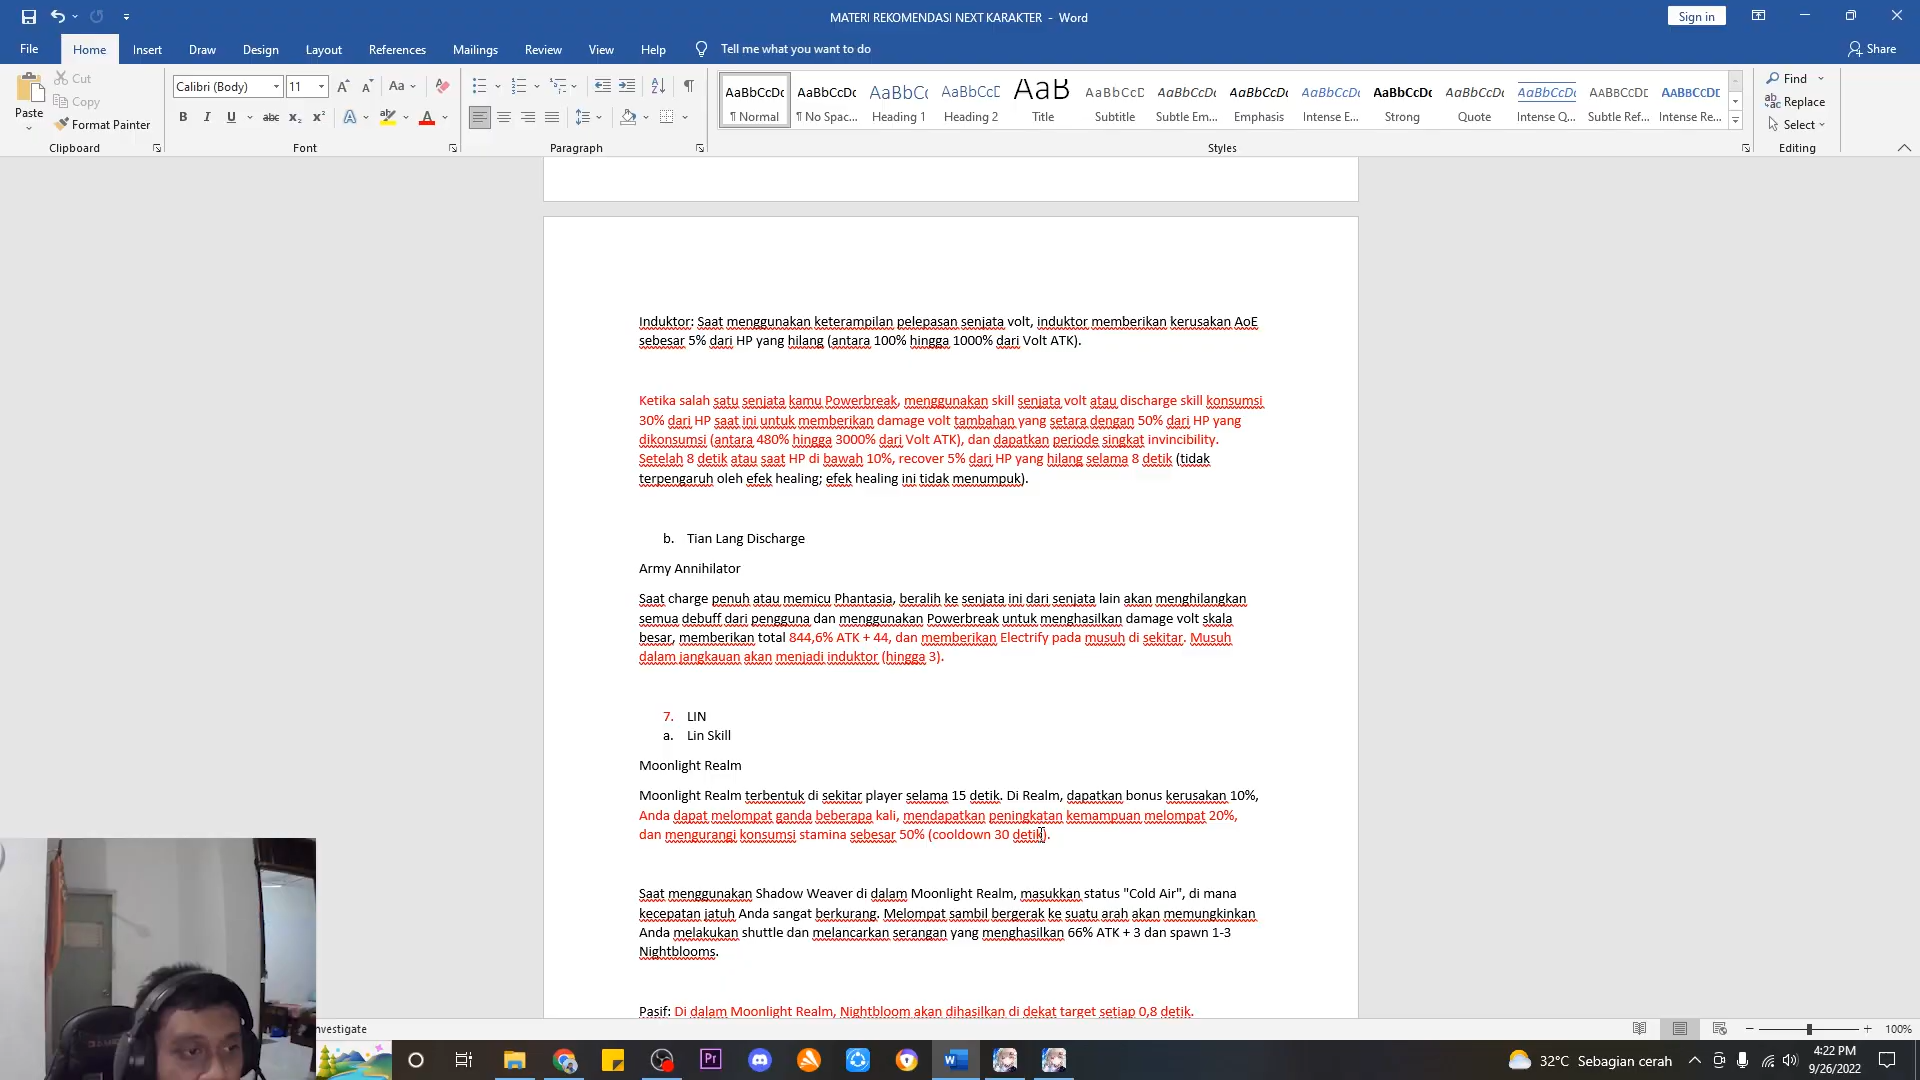 MATERI REKOMENDASI NEXT KARAKTER - Word
Sign in
File Home Insert Draw Design Layout References Mailings Review View Help Tell me what you want to do
Share
Cut
Copy
Format Painter
Paste
Clipboard
Calibri (Body) 11
Font
Paragraph
AaBbCcDc AaBbCcDc AaBbCc AaBbCcD AaB AaBbCcD AaBbCcDc AaBbCcDc AaBbCcDc AaBbCcDc AaBbCcDc AaBbCcDc AABBCCDE AABBCCDE
¶ Normal ¶ No Spac... Heading 1 Heading 2 Title Subtitle Subtle Em... Emphasis Intense E... Strong Quote Intense Q... Subtle Ref... Intense Re...
Styles
Find
Replace
Select
Editing
Induktor: Saat menggunakan keterampilan pelepasan senjata volt, induktor memberikan kerusakan AoE
sebesar 5% dari HP yang hilang (antara 100% hingga 1000% dari Volt ATK).
Ketika salah satu senjata kamu Powerbreak, menggunakan skill senjata volt atau discharge skill konsumsi
30% dari HP saat ini untuk memberikan damage volt tambahan yang setara dengan 50% dari HP yang
dikonsumsi (antara 480% hingga 3000% dari Volt ATK), dan dapatkan periode singkat invincibility.
Setelah 8 detik atau saat HP di bawah 10%, recover 5% dari HP yang hilang selama 8 detik (tidak
terpengaruh oleh efek healing; efek healing ini tidak menumpuk).
b. Tian Lang Discharge
Army Annihilator
Saat charge penuh atau memicu Phantasia, beralih ke senjata ini dari senjata lain akan menghilangkan
semua debuff dari pengguna dan menggunakan Powerbreak untuk menghasilkan damage volt skala
besar, memberikan total 844,6% ATK + 44, dan memberikan Electrify pada musuh di sekitar. Musuh
dalam jangkauan akan menjadi induktor (hingga 3).
7. LIN
a. Lin Skill
Moonlight Realm
Moonlight Realm terbentuk di sekitar player selama 15 detik. Di Realm, dapatkan bonus kerusakan 10%,
Anda dapat melompat ganda beberapa kali, mendapatkan peningkatan kemampuan melompat 20%,
dan mengurangi konsumsi stamina sebesar 50% (cooldown 30 detik).
Saat menggunakan Shadow Weaver di dalam Moonlight Realm, masukkan status "Cold Air", di mana
kecepatan jatuh Anda sangat berkurang. Melompat sambil bergerak ke suatu arah akan memungkinkan
Anda melakukan shuttle dan melancarkan serangan yang menghasilkan 66% ATK + 3 dan spawn 1-3
Nightblooms.
Pasif: Di dalam Moonlight Realm, Nightbloom akan dihasilkan di dekat target setiap 0,8 detik.
nvestigate
100%
32°C Sebagian cerah
4:22 PM
9/26/2022